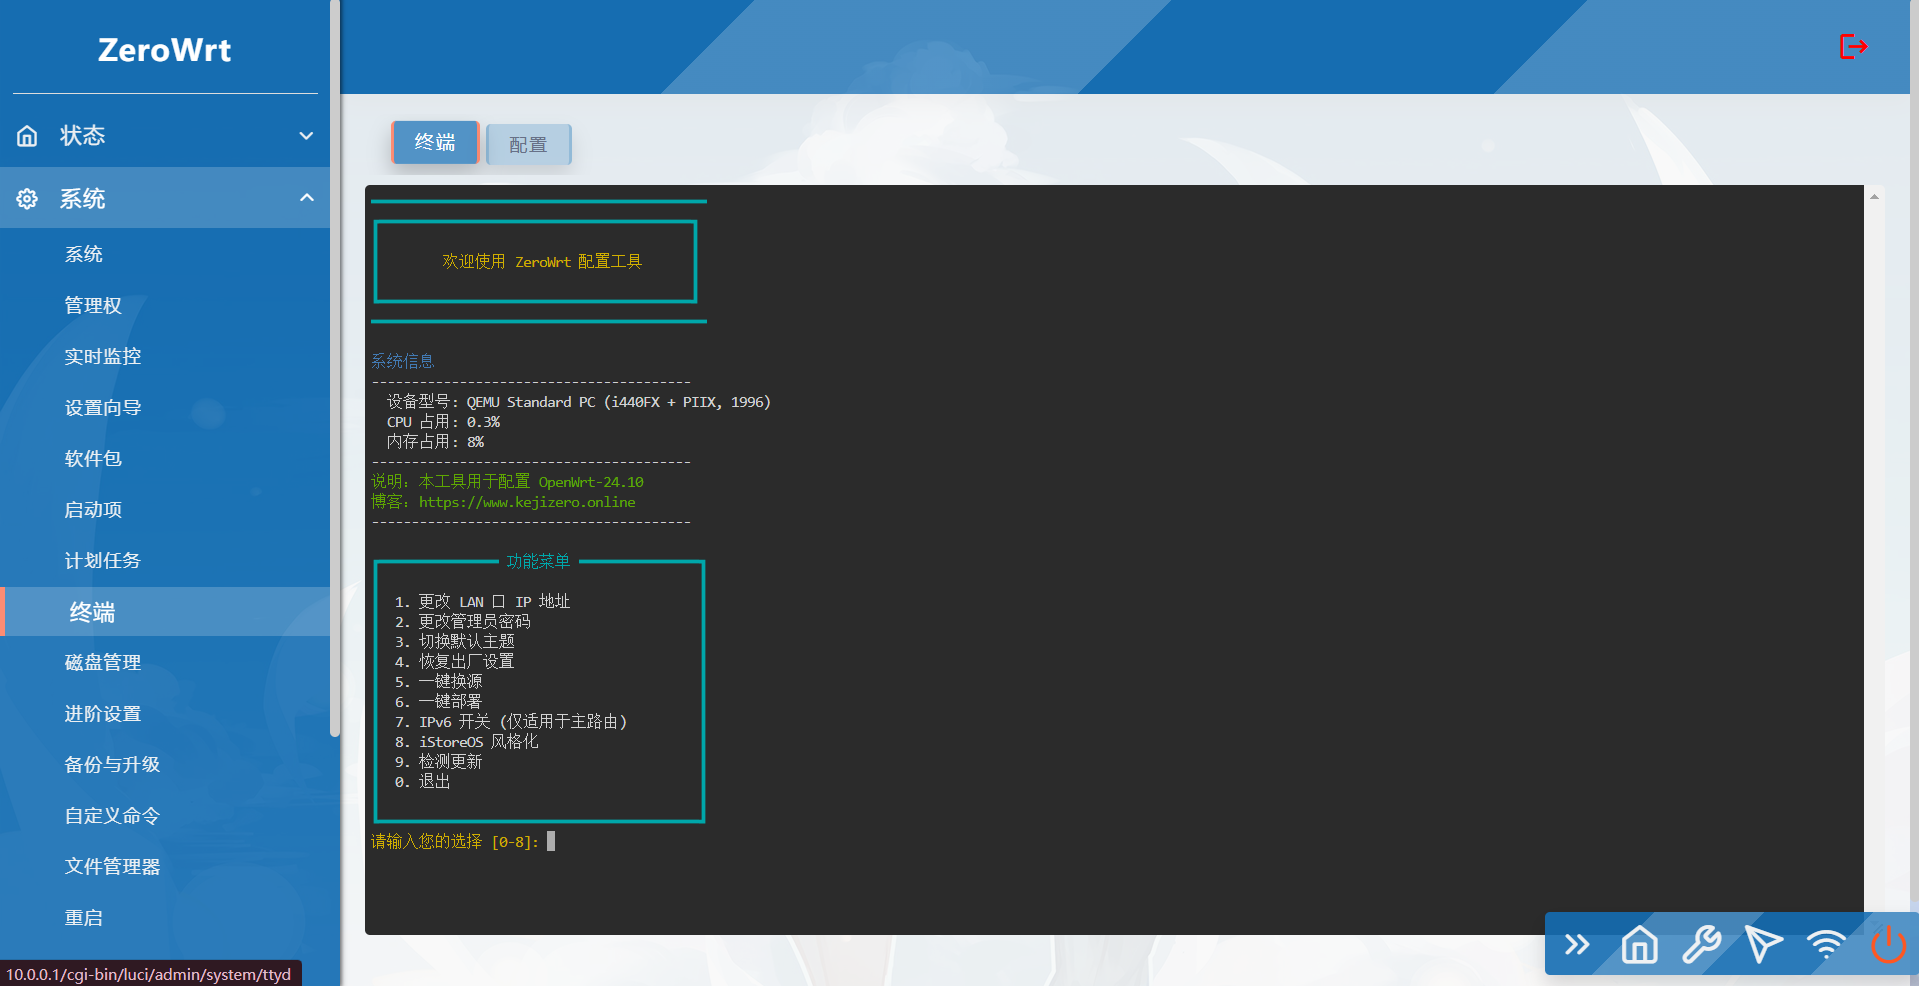 ZeroWrt
状态
系统
系统
管理权
实时监控
设置向导
软件包
启动项
计划任务
终端
磁盘管理
进阶设置
备份与升级
自定义命令
文件管理器
重启
10.0.0.1/cgi-bin/luci/admin/system/ttyd
终端 配置
欢迎使用 ZeroWrt 配置工具
系统信息
----------------------------------------
设备型号: QEMU Standard PC (i440FX + PIIX, 1996)
CPU 占用: 0.3%
内存占用: 8%
----------------------------------------
说明: 本工具用于配置 OpenWrt-24.10
博客: https://www.kejizero.online
----------------------------------------
功能菜单
1. 更改 LAN 口 IP 地址
2. 更改管理员密码
3. 切换默认主题
4. 恢复出厂设置
5. 一键换源
6. 一键部署
7. IPv6 开关 (仅适用于主路由)
8. iStoreOS 风格化
9. 检测更新
0. 退出
请输入您的选择 [0-8]: